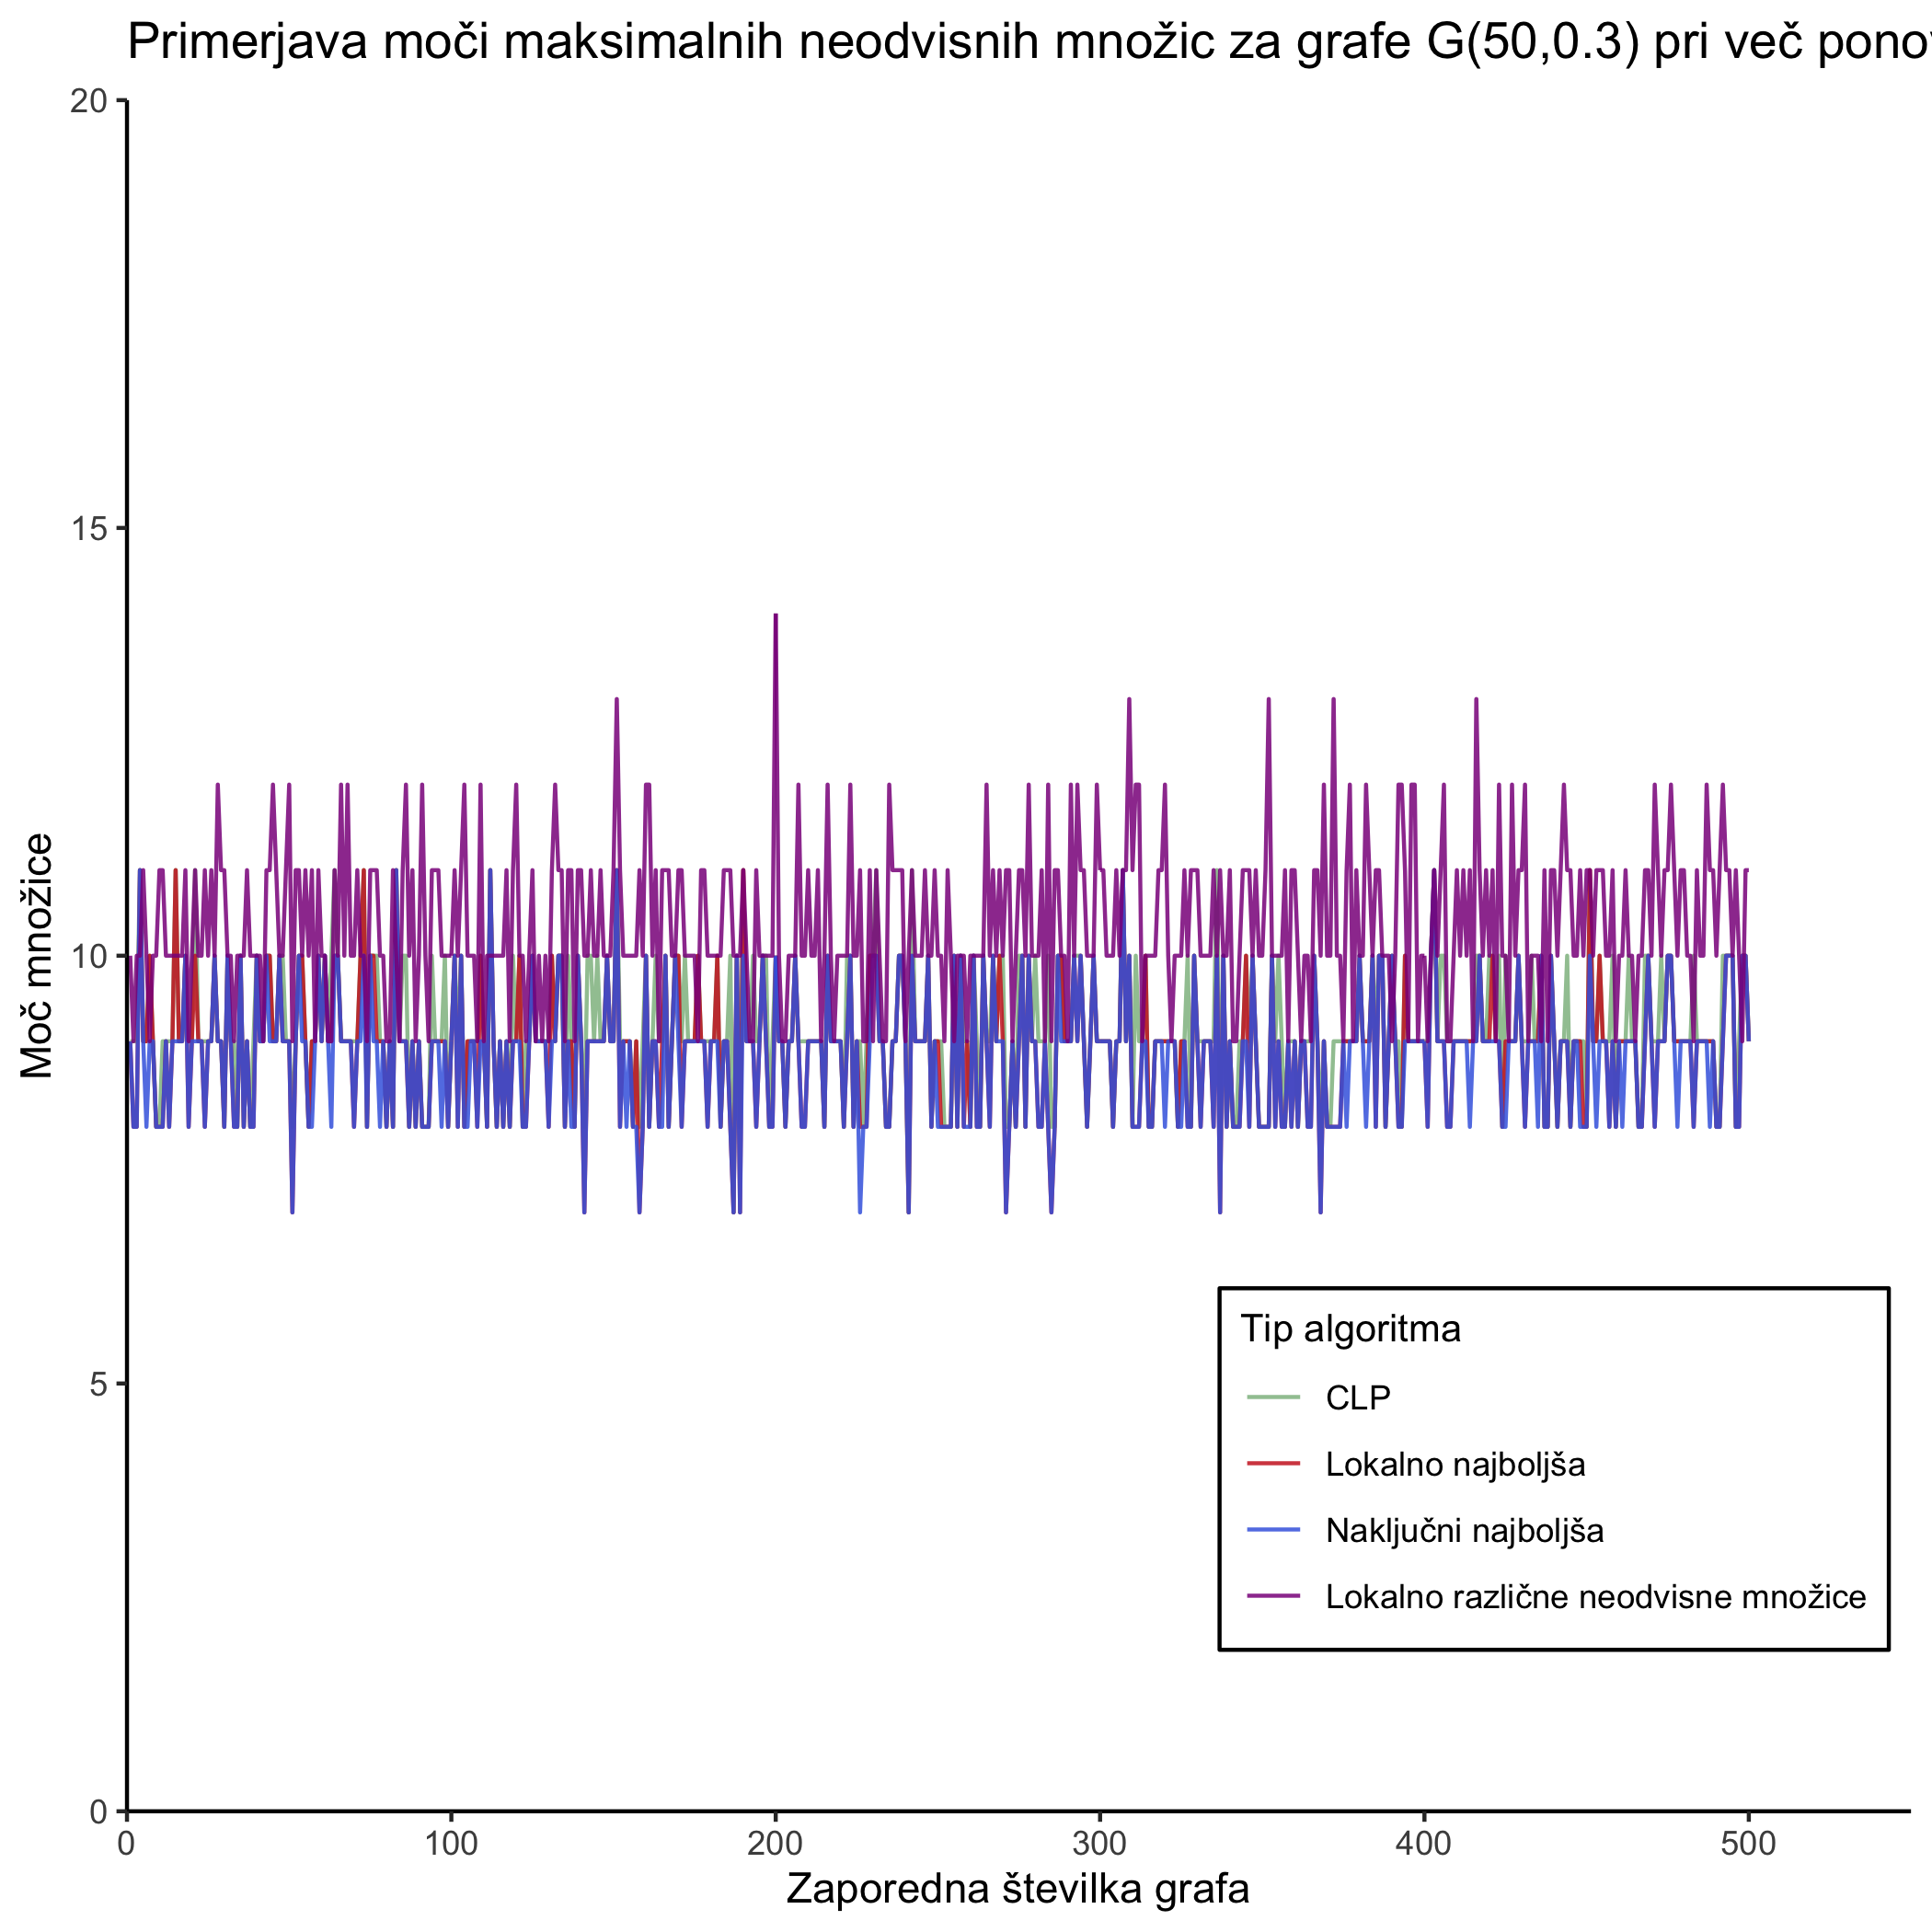 Primerjava moči maksimalnih neodvisnih množic za grafe G(50,0.3) pri več
20
15
10
5
0
Moč množice
0 100 200 300 400 500
Zaporedna številka grafa
Tip algoritma
CLP
Lokalno najboljša
Naključni najboljša
Lokalno različne neodvisne množice